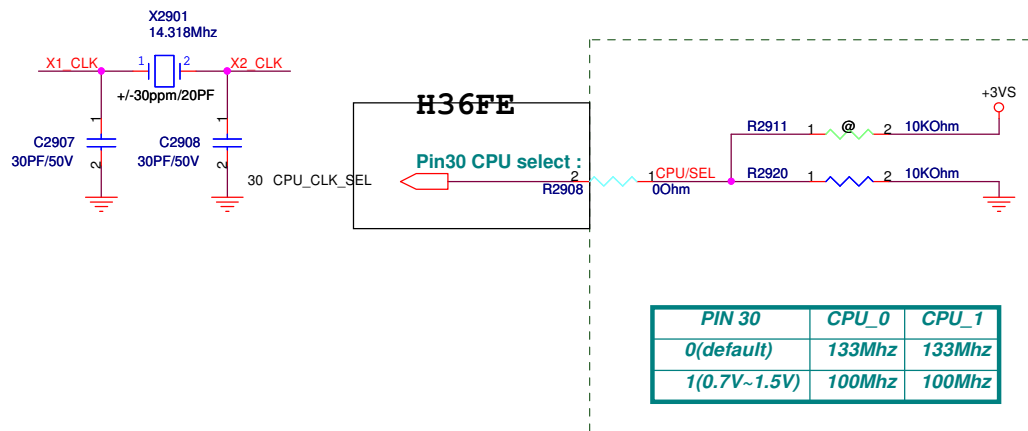 X2901
14.318Mhz
X1_CLK 1 2 X2_CLK
+/-30ppm/20PF
1 1
C2907 C2908
30PF/50V 30PF/50V
2 2
H36FE
Pin30 CPU select :
30 CPU_CLK_SEL
2 R2908 1 0Ohm
CPU/SEL
+3VS
R2911 1 @ 2 10KOhm
R2920 1 2 10KOhm
PIN 30 CPU_0 CPU_1
0(default) 133Mhz 133Mhz
1(0.7V~1.5V) 100Mhz 100Mhz